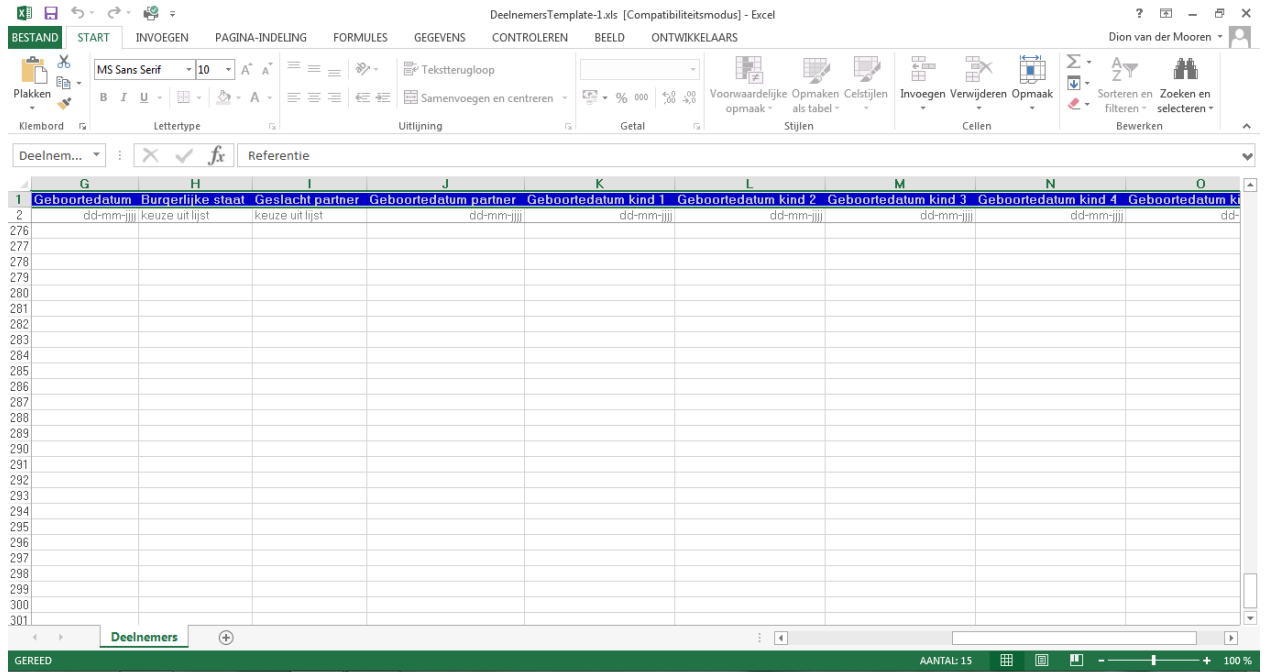 DeelnemersTemplate-1.xls [Compatibiliteitsmodus] - Excel
BESTAND START INVOEGEN PAGINA-INDELING FORMULES GEGEVENS CONTROLEREN BEELD ONTWIKKELAARS Dion van der Mooren
MS Sans Serif 10 Tekstterugloop
Plakken B I U Samenvoegen en centreren % 000 Voorwaardelijke opmaak Opmaken als tabel Celstijlen Invoegen Verwijderen Opmaak Sorteren en filteren Zoeken en selecteren
Klembord Lettertype Uitlijning Getal Stijlen Cellen Bewerken
Deelnem... fx Referentie
G H I J K L M N O
1 Geboortedatum Burgerlijke staat Geslacht partner Geboortedatum partner Geboortedatum kind 1 Geboortedatum kind 2 Geboortedatum kind 3 Geboortedatum kind 4 Geboortedatum ki
2 dd-mm-jjjj keuze uit lijst keuze uit lijst dd-mm-jjjj dd-mm-jjjj dd-mm-jjjj dd-mm-jjjj dd-mm-jjjj dd-
276
277
278
279
280
281
282
283
284
285
286
287
288
289
290
291
292
293
294
295
296
297
298
299
300
301
Deelnemers
GEREED AANTAL: 15 100 %